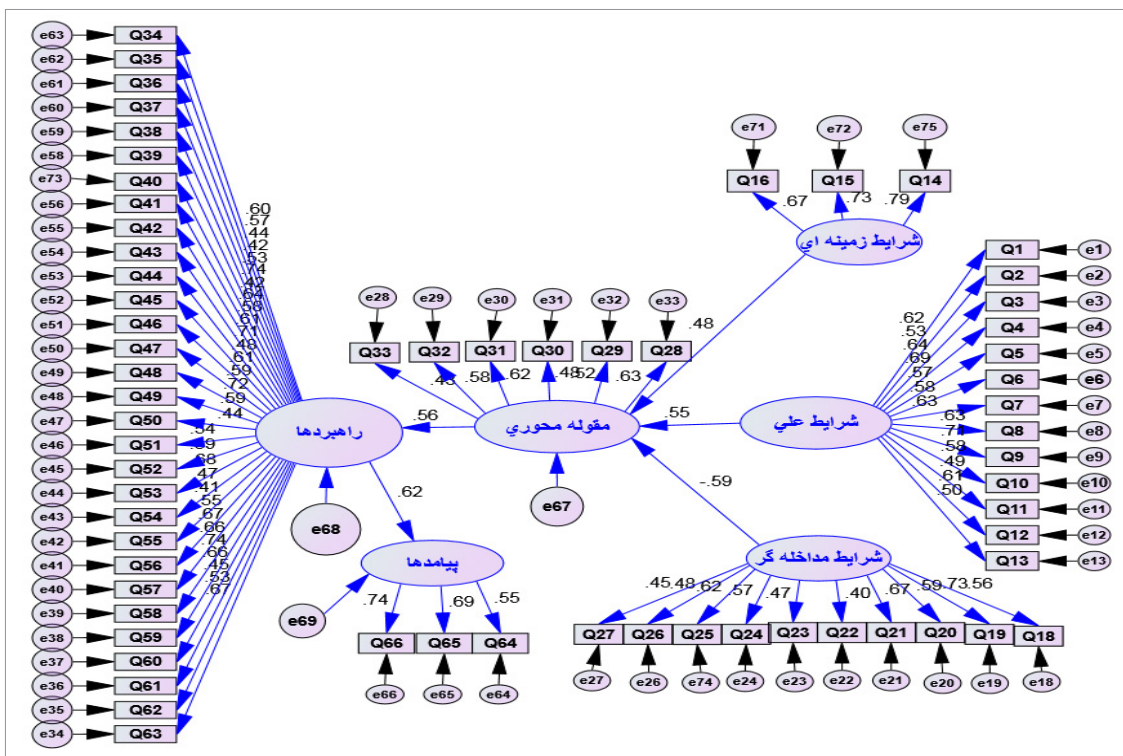 e63 Q34
e62 Q35
e61 Q36
e60 Q37
e59 Q38
e58 Q39
e73 Q40
e56 Q41
e55 Q42
e54 Q43
e53 Q44
e52 Q45
e51 Q46
e50 Q47
e49 Q48
e48 Q49
e47 Q50
e46 Q51
e45 Q52
e44 Q53
e43 Q54
e42 Q55
e41 Q56
e40 Q57
e39 Q58
e38 Q59
e37 Q60
e36 Q61
e35 Q62
e34 Q63
.60
.57
.44
.42
.53
.74
.42
.64
.58
.61
.71
.48
.61
.59
.72
.59
.44
.68
.47
.41
.55
.67
.66
.74
.66
.45
.53
.67
راهبردها
e68
.56
.62
e28 e29 e30 e31 e32 e33
Q33 Q32 Q31 Q30 Q29 Q28
.58 .62 .48 .52 .63
مقوله محوري
e67
e71 e72 e75
Q16 Q15 Q14
.67 .73 .79
شرايط زمينه اي
.48
.55
-.59
شرايط علي
.62
.53
.64
.69
.57
.58
.63
.63
.71
.58
.49
.61
.50
Q1 e1
Q2 e2
Q3 e3
Q4 e4
Q5 e5
Q6 e6
Q7 e7
Q8 e8
Q9 e9
Q10 e10
Q11 e11
Q12 e12
Q13 e13
شرايط مداخله گر
.45 .48 .62 .57 .47 .40 .67 .59 .73 .56
Q27 Q26 Q25 Q24 Q23 Q22 Q21 Q20 Q19 Q18
e27 e26 e74 e24 e23 e22 e21 e20 e19 e18
پيامدها
e69
.74 .69 .55
Q66 Q65 Q64
e66 e65 e64